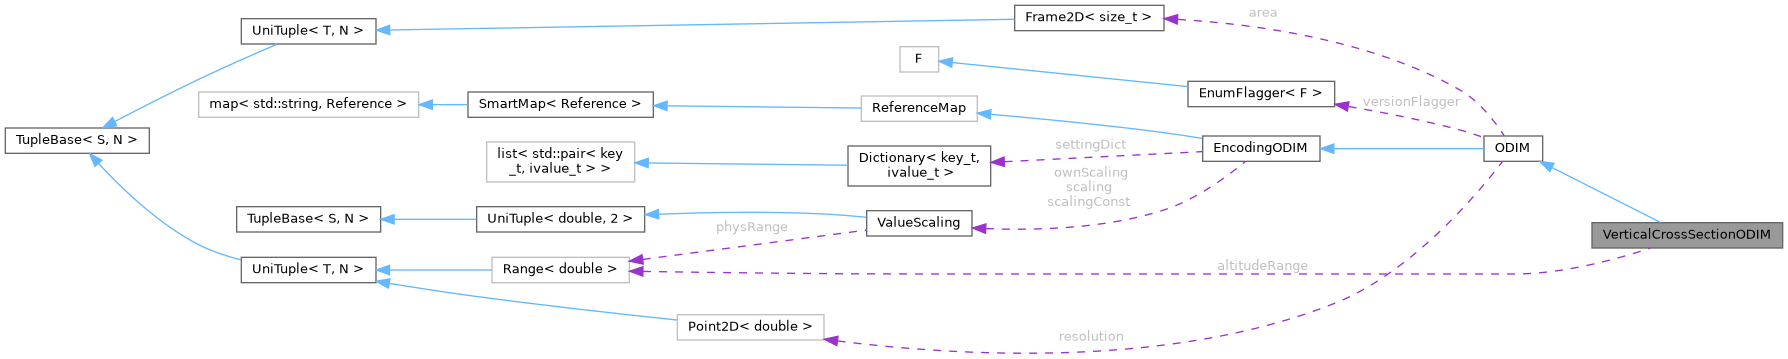 Frame2D< size_t >
area
UniTuple< T, N >
F
EnumFlagger< F >
versionFlagger
map< std::string, Reference >
SmartMap< Reference >
ReferenceMap
TupleBase< S, N >
list< std::pair< key
_t, ivalue_t > >
Dictionary< key_t,
ivalue_t >
settingDict
EncodingODIM
ODIM
ownScaling
scaling
scalingConst
TupleBase< S, N >
UniTuple< double, 2 >
ValueScaling
physRange
VerticalCrossSectionODIM
UniTuple< T, N >
Range< double >
altitudeRange
Point2D< double >
resolution